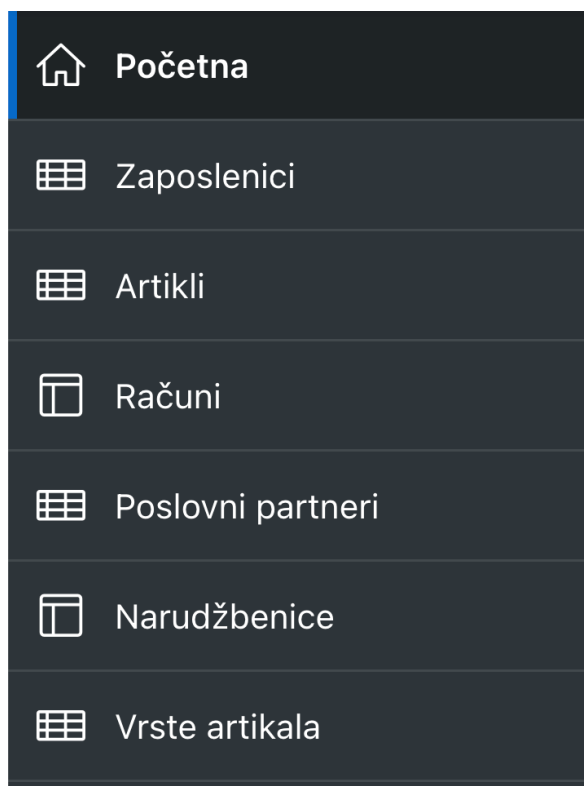 Početna
Zaposlenici
Artikli
Računi
Poslovni partneri
Narudžbenice
Vrste artikala